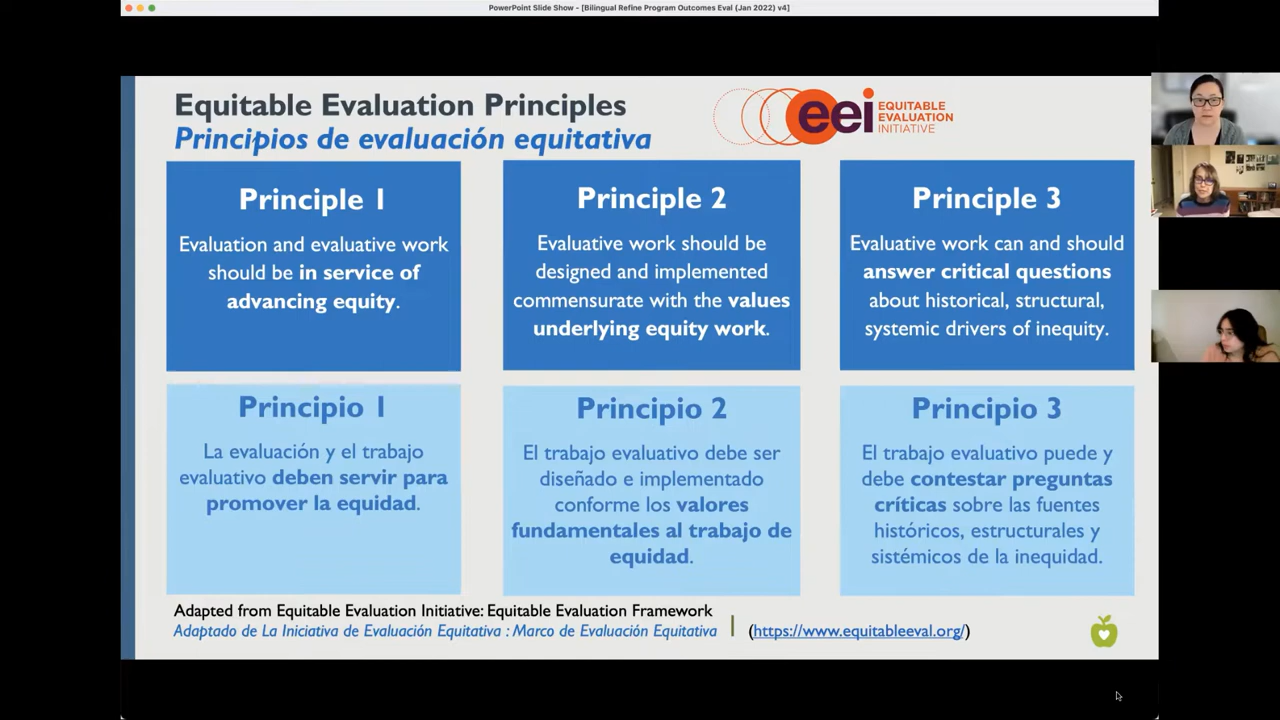 PowerPoint Slide Show - [Bilingual Refine Program Outcomes Eval (Jan 2022) v4]
Equitable Evaluation Principles
Principios de evaluación equitativa
eei
EQUITABLE
EVALUATION
INITIATIVE
Principle 1
Evaluation and evaluative work
should be in service of
advancing equity.
Principle 2
Evaluative work should be
designed and implemented
commensurate with the values
underlying equity work.
Principle 3
Evaluative work can and should
answer critical questions
about historical, structural,
systemic drivers of inequity.
Principio 1
La evaluación y el trabajo
evaluativo deben servir para
promover la equidad.
Principio 2
El trabajo evaluativo debe ser
diseñado e implementado
conforme los valores
fundamentales al trabajo de
equidad.
Principio 3
El trabajo evaluativo puede y
debe contestar preguntas
críticas sobre las fuentes
históricos, estructurales y
sistémicos de la inequidad.
Adapted from Equitable Evaluation Initiative: Equitable Evaluation Framework
Adaptado de La Iniciativa de Evaluación Equitativa : Marco de Evaluación Equitativa | (https://www.equitableeval.org/)